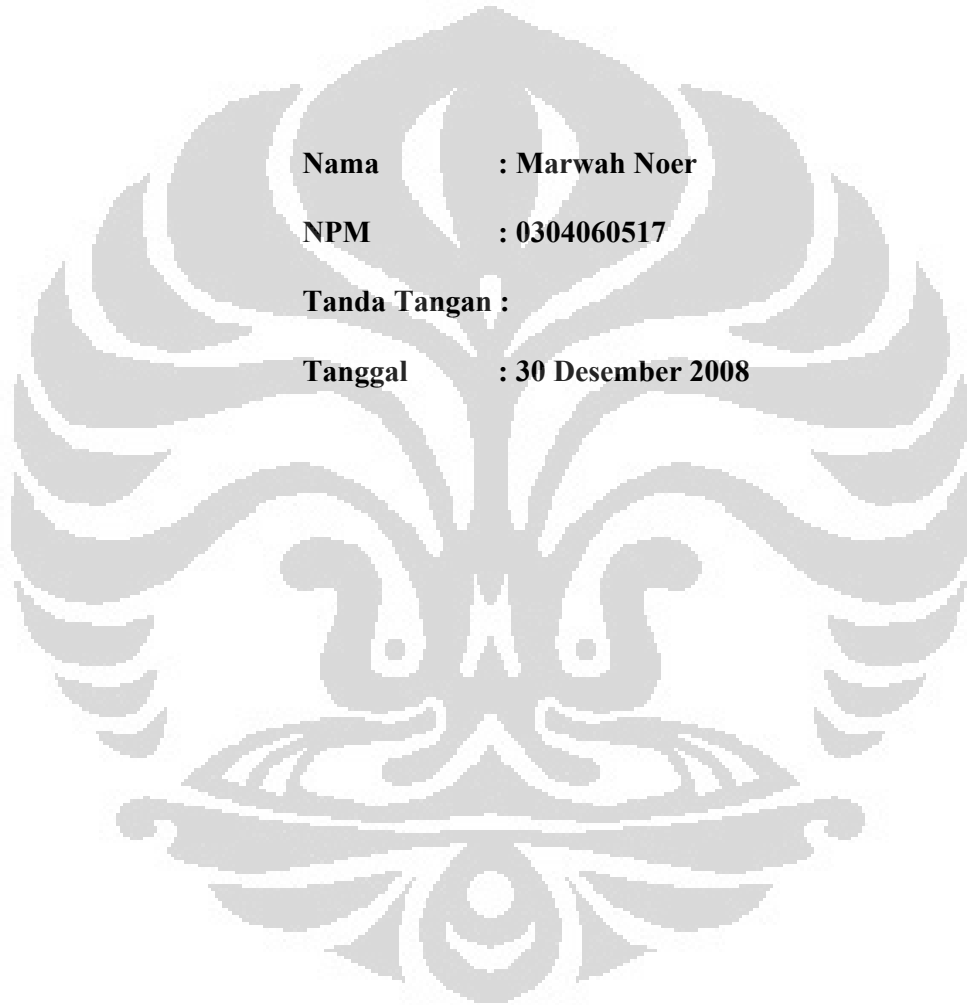 Nama : Marwah Noer
NPM : 0304060517
Tanda Tangan :
Tanggal : 30 Desember 2008